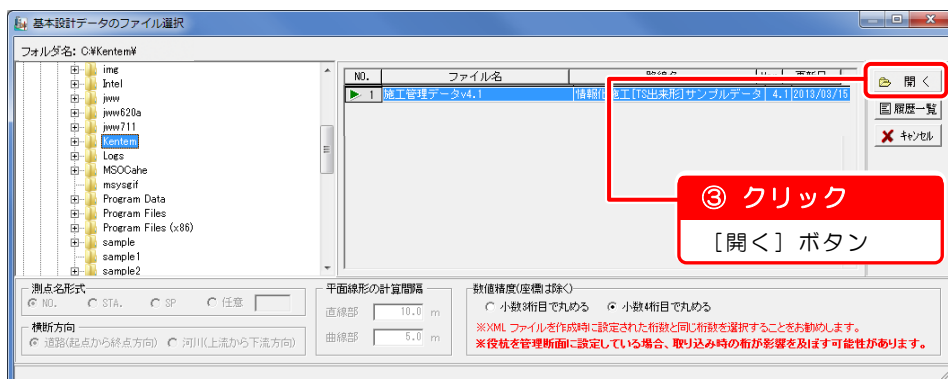 基本設計データのファイル選択
フォルダ名: C:¥Kentem¥
img
Intel
jww
jww620a
jww711
Kentem
Logs
MSOCahe
msysgif
Program Data
Program Files
Program Files (x86)
sample
sample1
sample2
NO. ファイル名
1 施工管理データv4.1 情報化施工[TS出来形]サンプルデータ 4.1 2013/03/15
開く
履歴一覧
キャンセル
③ クリック
[開く] ボタン
測点名形式
NO. STA. SP 任意
横断方向
道路(起点から終点方向) 河川(上流から下流方向)
平面線形の計算間隔
直線部 10.0 m
曲線部 5.0 m
数値精度(座標は除く)
小数3桁目で丸める 小数4桁目で丸める
※XML ファイルを作成時に設定された桁数と同じ桁数を選択することをお勧めします。
※役杭を管理断面に設定している場合、取り込み時の桁が影響を及ぼす可能性があります。